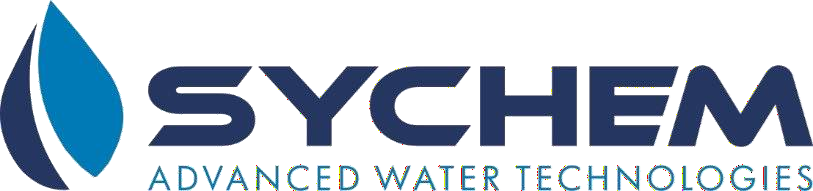 SYCHEM
ADVANCED WATER TECHNOLOGIES